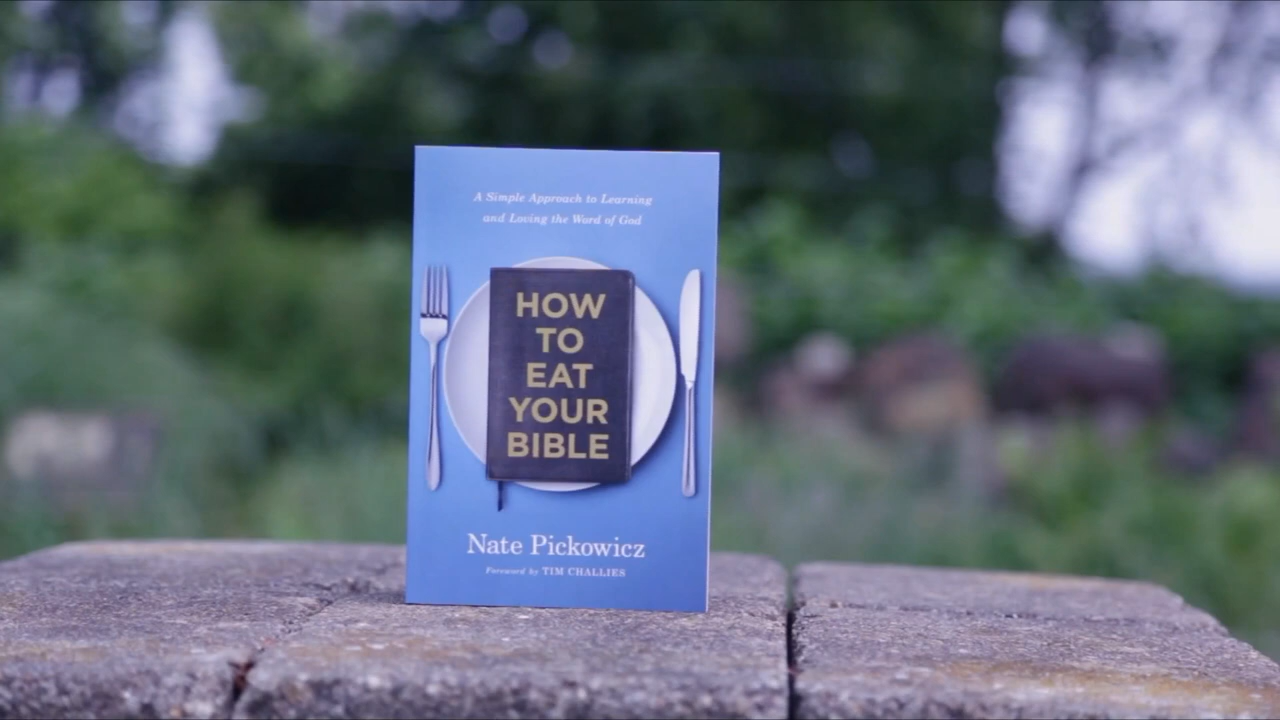 A Simple Approach to Learning
and Loving the Word of God
HOW
TO
EAT
YOUR
BIBLE
Nate Pickowicz
Foreword by TIM CHALLIES